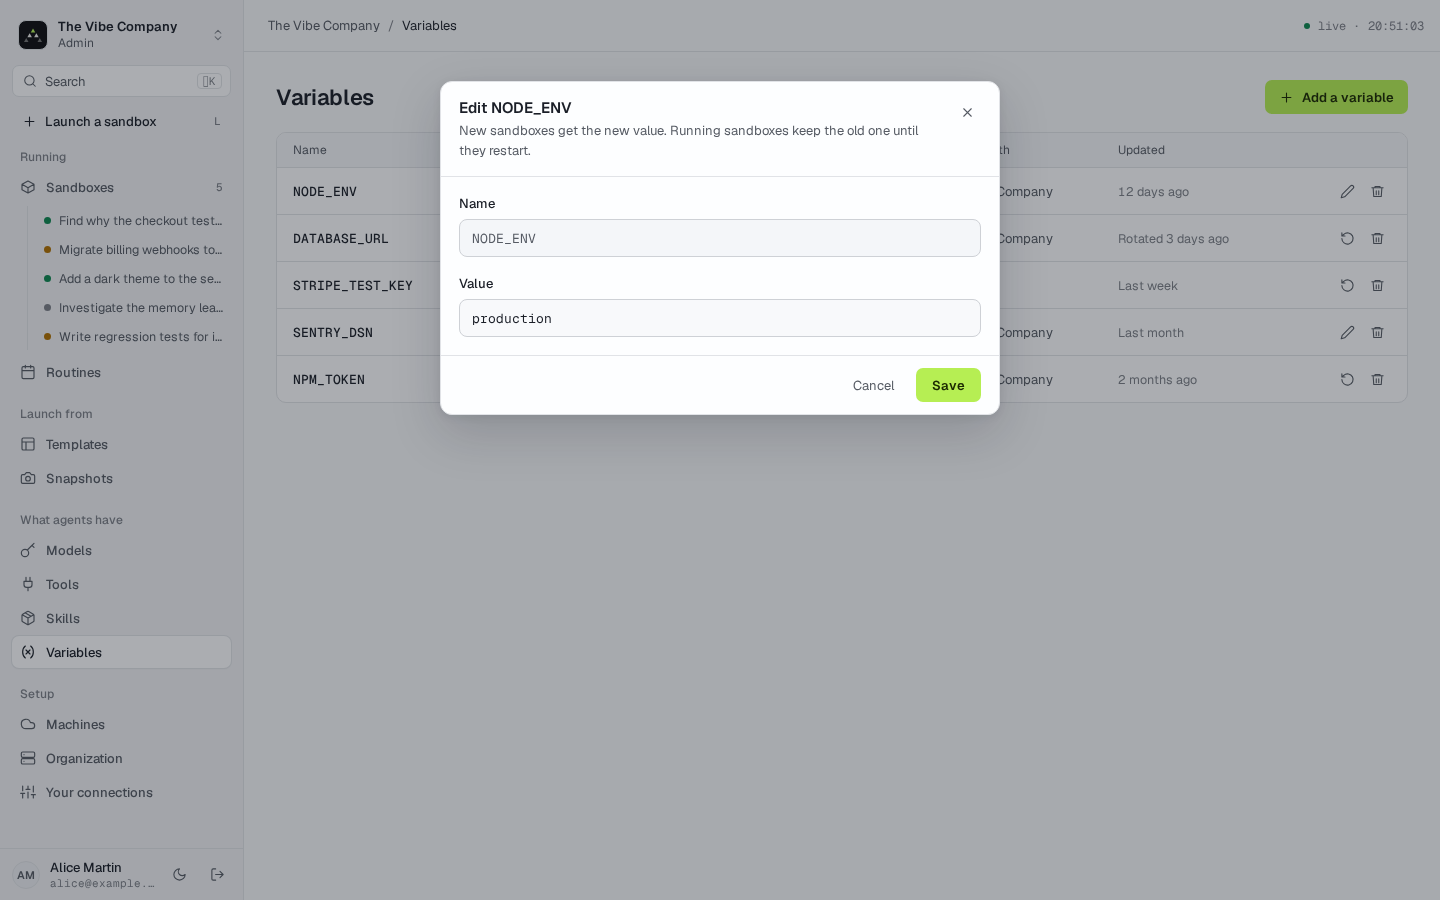 The Vibe Company
Admin
Search
K
Launch a sandbox
L
Running
Sandboxes
5
Find why the checkout test…
Migrate billing webhooks to…
Add a dark theme to the se…
Investigate the memory lea…
Write regression tests for i…
Routines
Launch from
Templates
Snapshots
What agents have
Models
Tools
Skills
Variables
Setup
Machines
Organization
Your connections
AM
Alice Martin
alice@example.…
The Vibe Company / Variables
live · 20:51:03
Variables
Add a variable
Name
Updated
NODE_ENV
Company
12 days ago
DATABASE_URL
Company
Rotated 3 days ago
STRIPE_TEST_KEY
Last week
SENTRY_DSN
Company
Last month
NPM_TOKEN
Company
2 months ago
Edit NODE_ENV
New sandboxes get the new value. Running sandboxes keep the old one until
they restart.
Name
NODE_ENV
Value
production
Cancel
Save